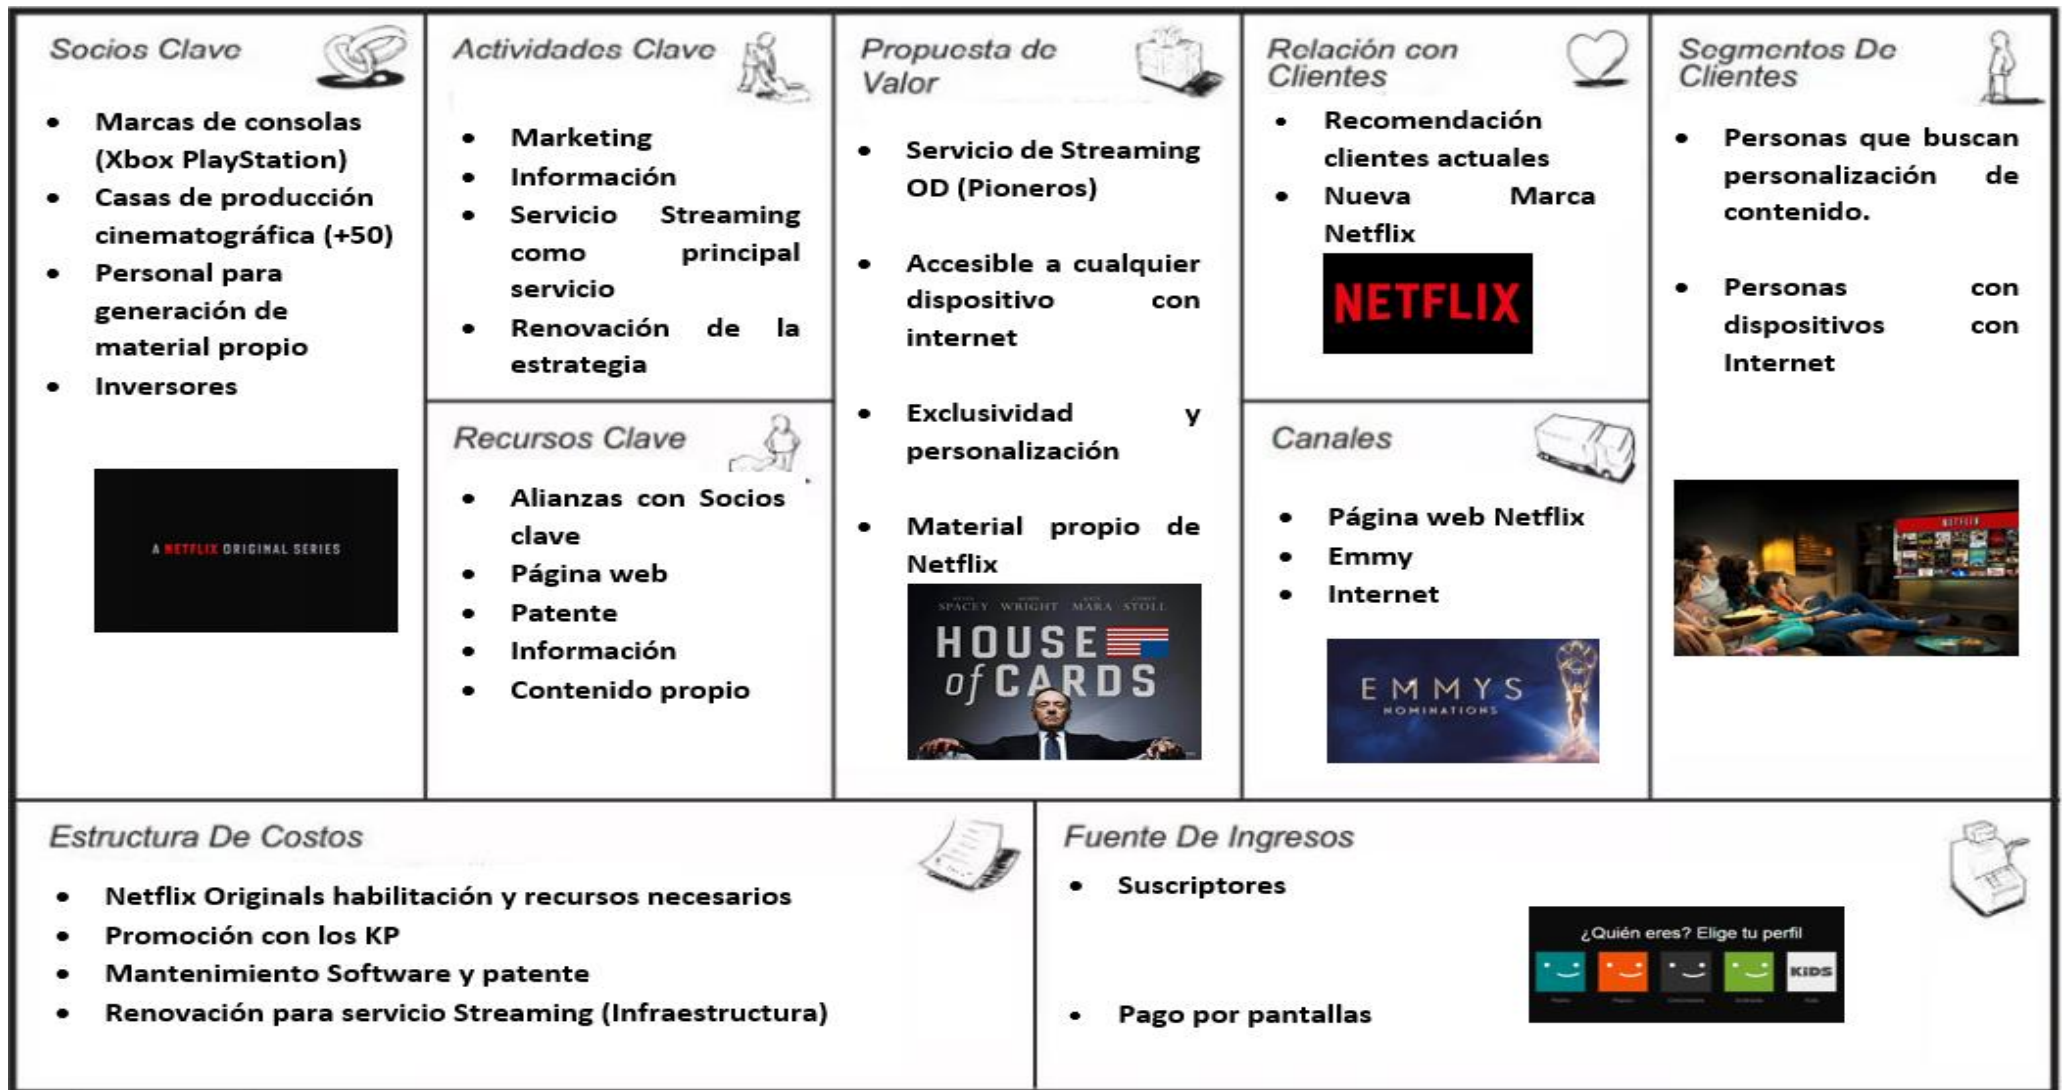 Socios Clave
Marcas de consolas
(Xbox PlayStation)
Casas de producción
cinematográfica (+50)
Personal para
generación de
material propio
Inversores
A NETFLIX ORIGINAL SERIES
Actividades Clave
Marketing
Información
Servicio Streaming
como principal
servicio
Renovación de la
estrategia
Recursos Clave
Alianzas con Socios
clave
Página web
Patente
Información
Contenido propio
Propuesta de
Valor
Servicio de Streaming
OD (Pioneros)
Accesible a cualquier
dispositivo con
internet
Exclusividad y
personalización
Material propio de
Netflix
SPACEY WRIGHT MARA STOLL
HOUSE
of CARDS
Relación con
Clientes
Recomendación
clientes actuales
Nueva Marca
Netflix
NETFLIX
Canales
Página web Netflix
Emmy
Internet
EMMYS
NOMINATIONS
Segmentos De
Clientes
Personas que buscan
personalización de
contenido.
Personas con
dispositivos con
Internet
NETFLIX
Estructura De Costos
Netflix Originals habilitación y recursos necesarios
Promoción con los KP
Mantenimiento Software y patente
Renovación para servicio Streaming (Infraestructura)
Fuente De Ingresos
Suscriptores
Pago por pantallas
¿Quién eres? Elige tu perfil
KIDS